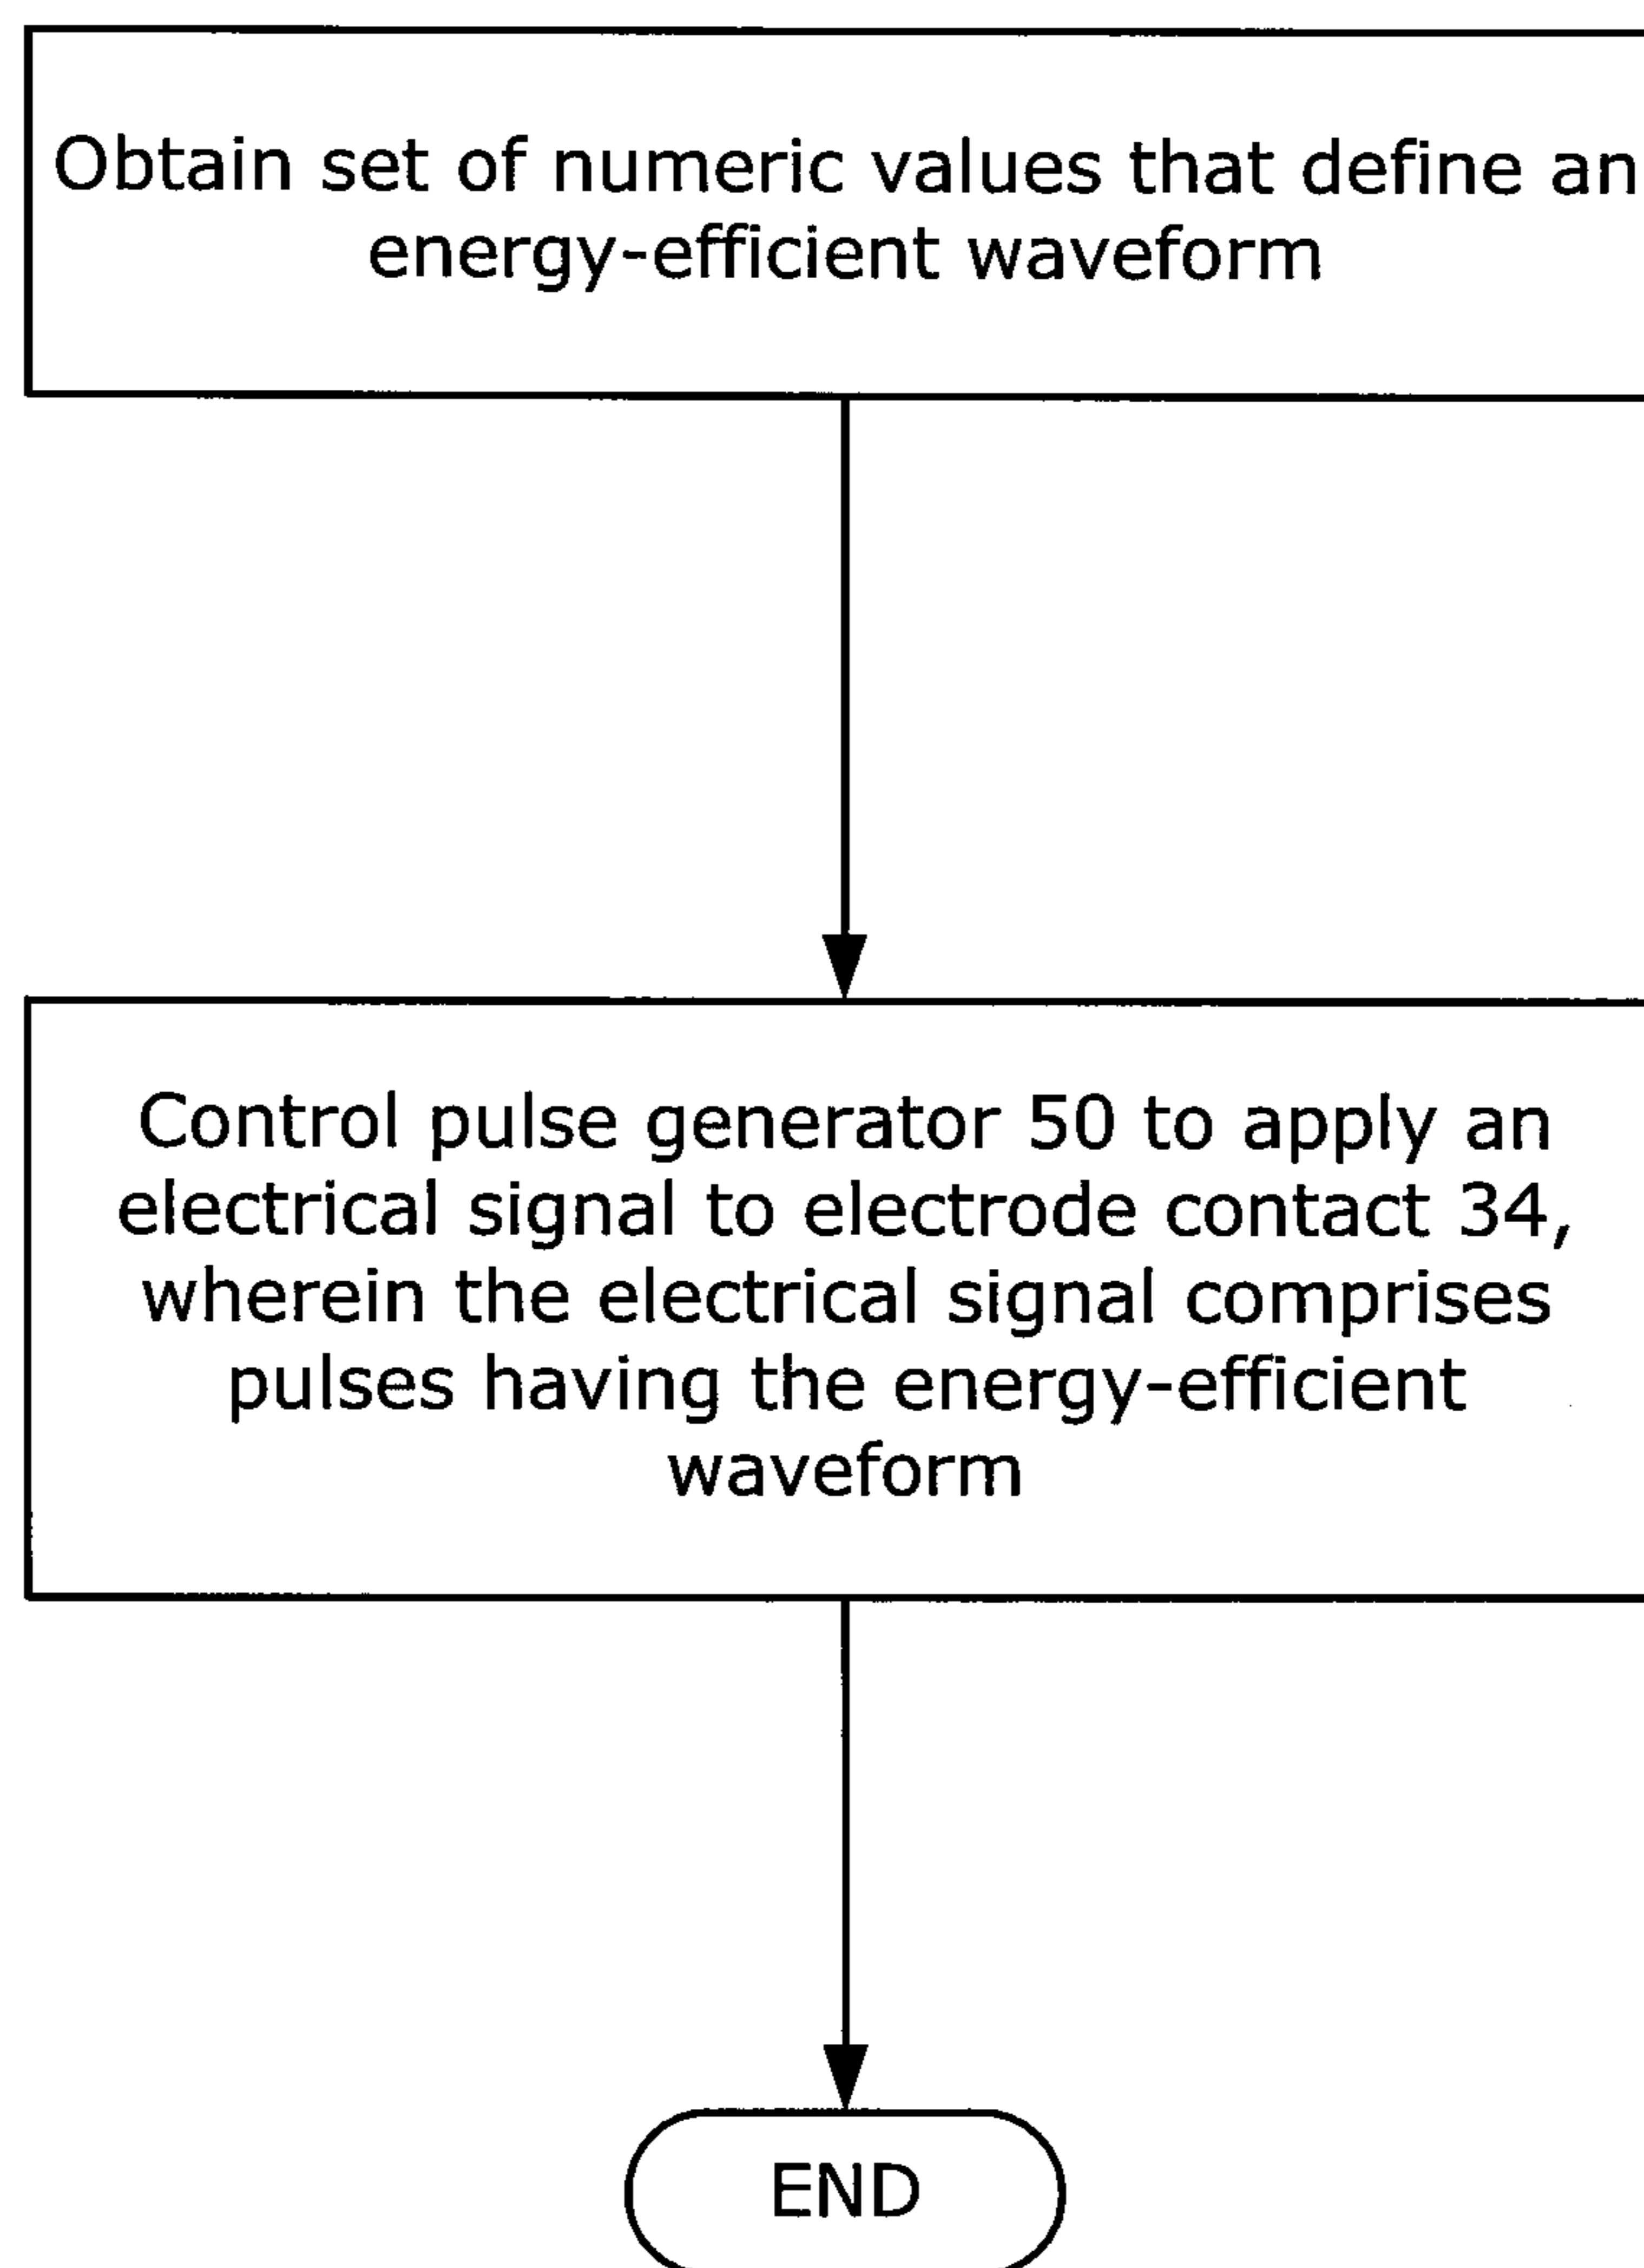 Obtain set of numeric values that define an
energy-efficient waveform
Control pulse generator 50 to apply an
electrical signal to electrode contact 34,
wherein the electrical signal comprises
pulses having the energy-efficient
waveform
END